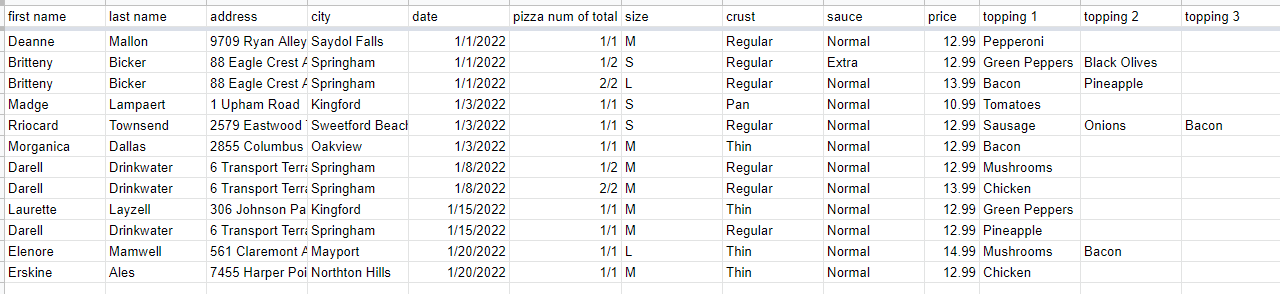 first name last name address city date pizza num of total size crust sauce price topping 1 topping 2 topping 3
Deanne Mallon 9709 Ryan Alley Saydol Falls 1/1/2022 1/1 M Regular Normal 12.99 Pepperoni
Britteny Bicker 88 Eagle Crest A Springham 1/1/2022 1/2 S Regular Extra 12.99 Green Peppers Black Olives
Britteny Bicker 88 Eagle Crest A Springham 1/1/2022 2/2 L Regular Normal 13.99 Bacon Pineapple
Madge Lampaert 1 Upham Road Kingford 1/3/2022 1/1 S Pan Normal 10.99 Tomatoes
Rriocard Townsend 2579 Eastwood Sweetford Beach 1/3/2022 1/1 S Regular Normal 12.99 Sausage Onions Bacon
Morganica Dallas 2855 Columbus Oakview 1/3/2022 1/1 M Thin Normal 12.99 Bacon
Darell Drinkwater 6 Transport Terra Springham 1/8/2022 1/2 M Regular Normal 12.99 Mushrooms
Darell Drinkwater 6 Transport Terra Springham 1/8/2022 2/2 M Regular Normal 13.99 Chicken
Laurette Layzell 306 Johnson Pa Kingford 1/15/2022 1/1 M Thin Normal 12.99 Green Peppers
Darell Drinkwater 6 Transport Terra Springham 1/15/2022 1/1 M Regular Normal 12.99 Pineapple
Elenore Mamwell 561 Claremont A Mayport 1/20/2022 1/1 L Thin Normal 14.99 Mushrooms Bacon
Erskine Ales 7455 Harper Poi Northton Hills 1/20/2022 1/1 M Thin Normal 12.99 Chicken